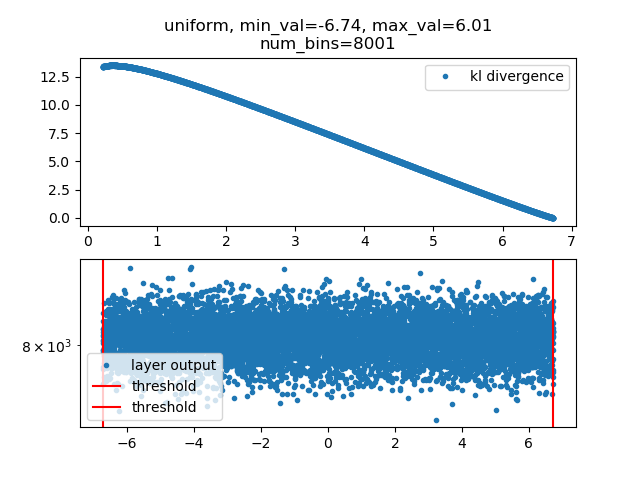 uniform, min_val=-6.74, max_val=6.01
num_bins=8001
12.5
10.0
7.5
5.0
2.5
0.0
kl divergence
0 1 2 3 4 5 6 7
8 × 10³
layer output
threshold
threshold
−6 −4 −2 0 2 4 6